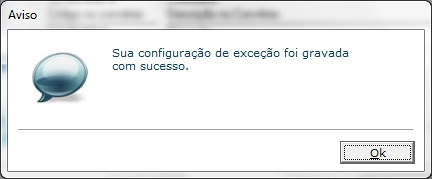 Aviso
Sua configuração de exceção foi gravada
com sucesso.
Ok